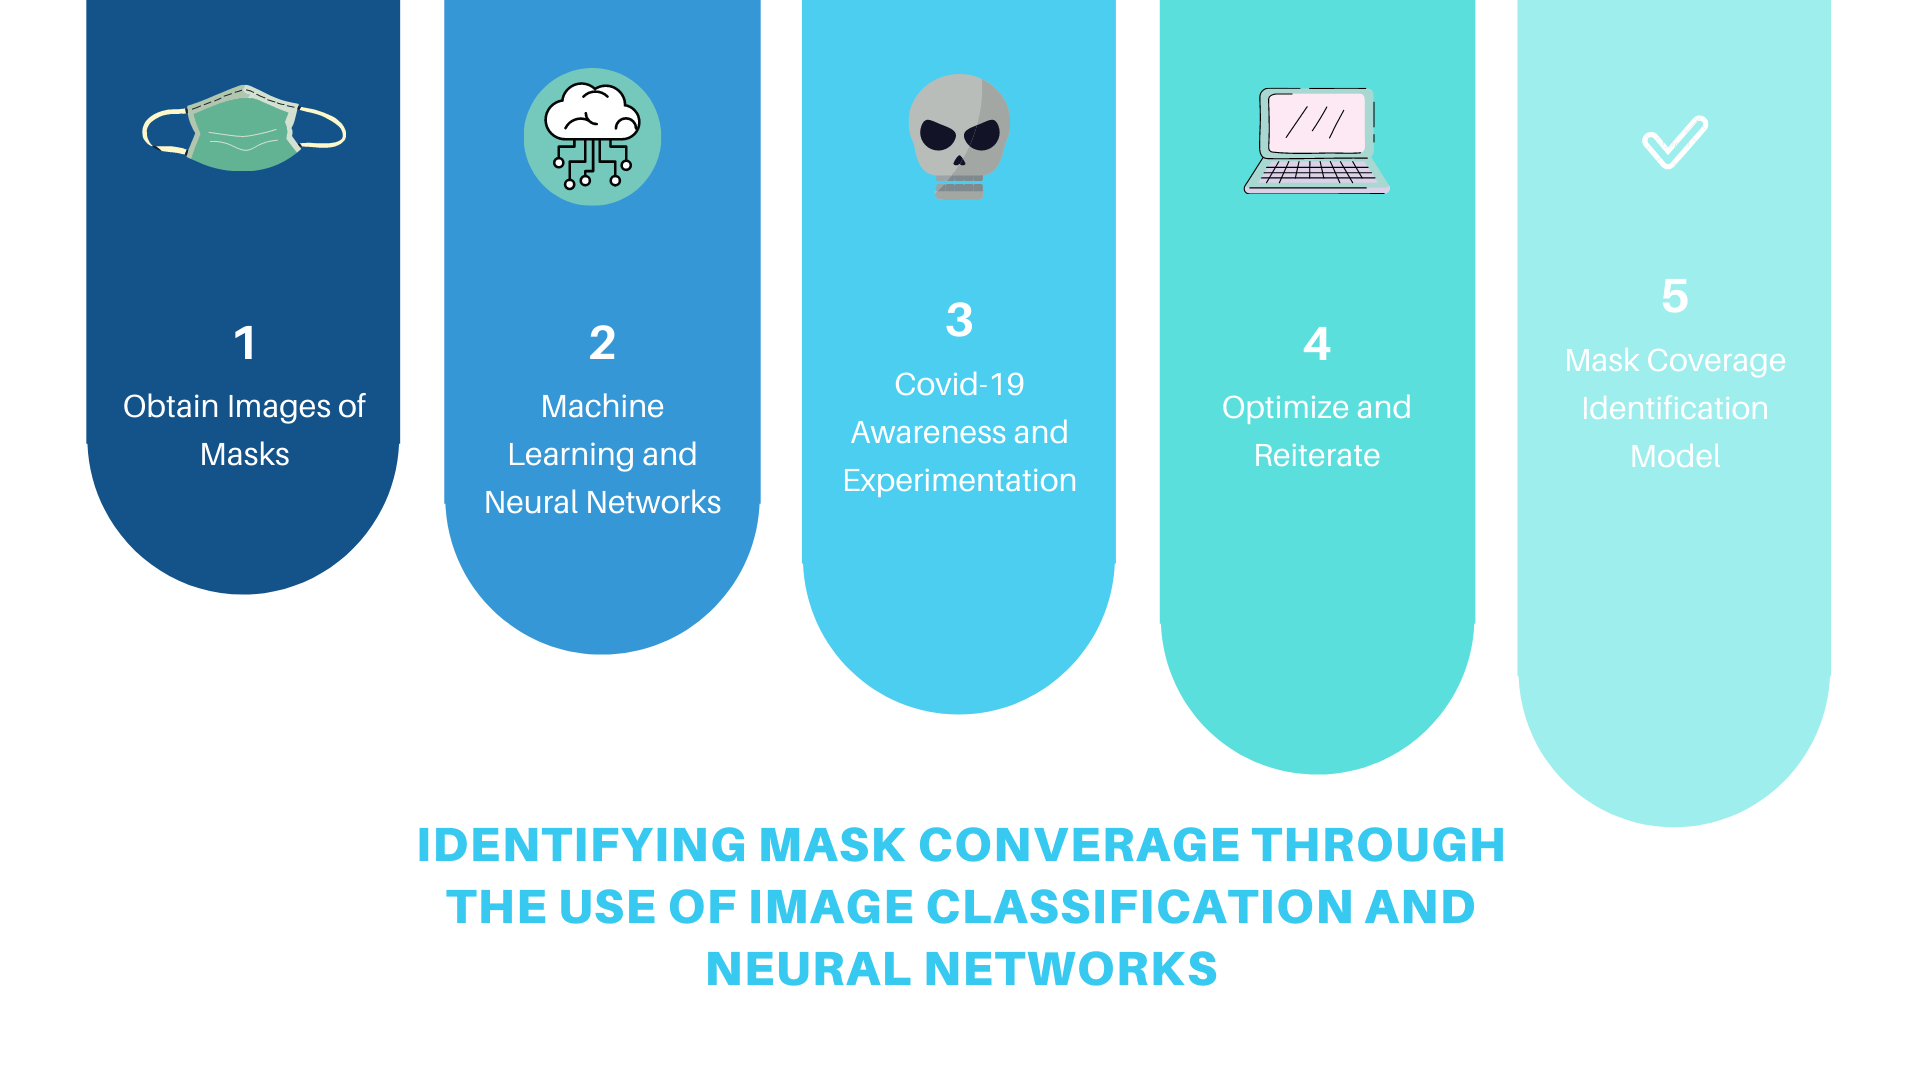 1
Obtain Images of
Masks
2
Machine
Learning and
Neural Networks
3
Covid-19
Awareness and
Experimentation
4
Optimize and
Reiterate
5
Mask Coverage
Identification
Model
IDENTIFYING MASK CONVERAGE THROUGH
THE USE OF IMAGE CLASSIFICATION AND
NEURAL NETWORKS